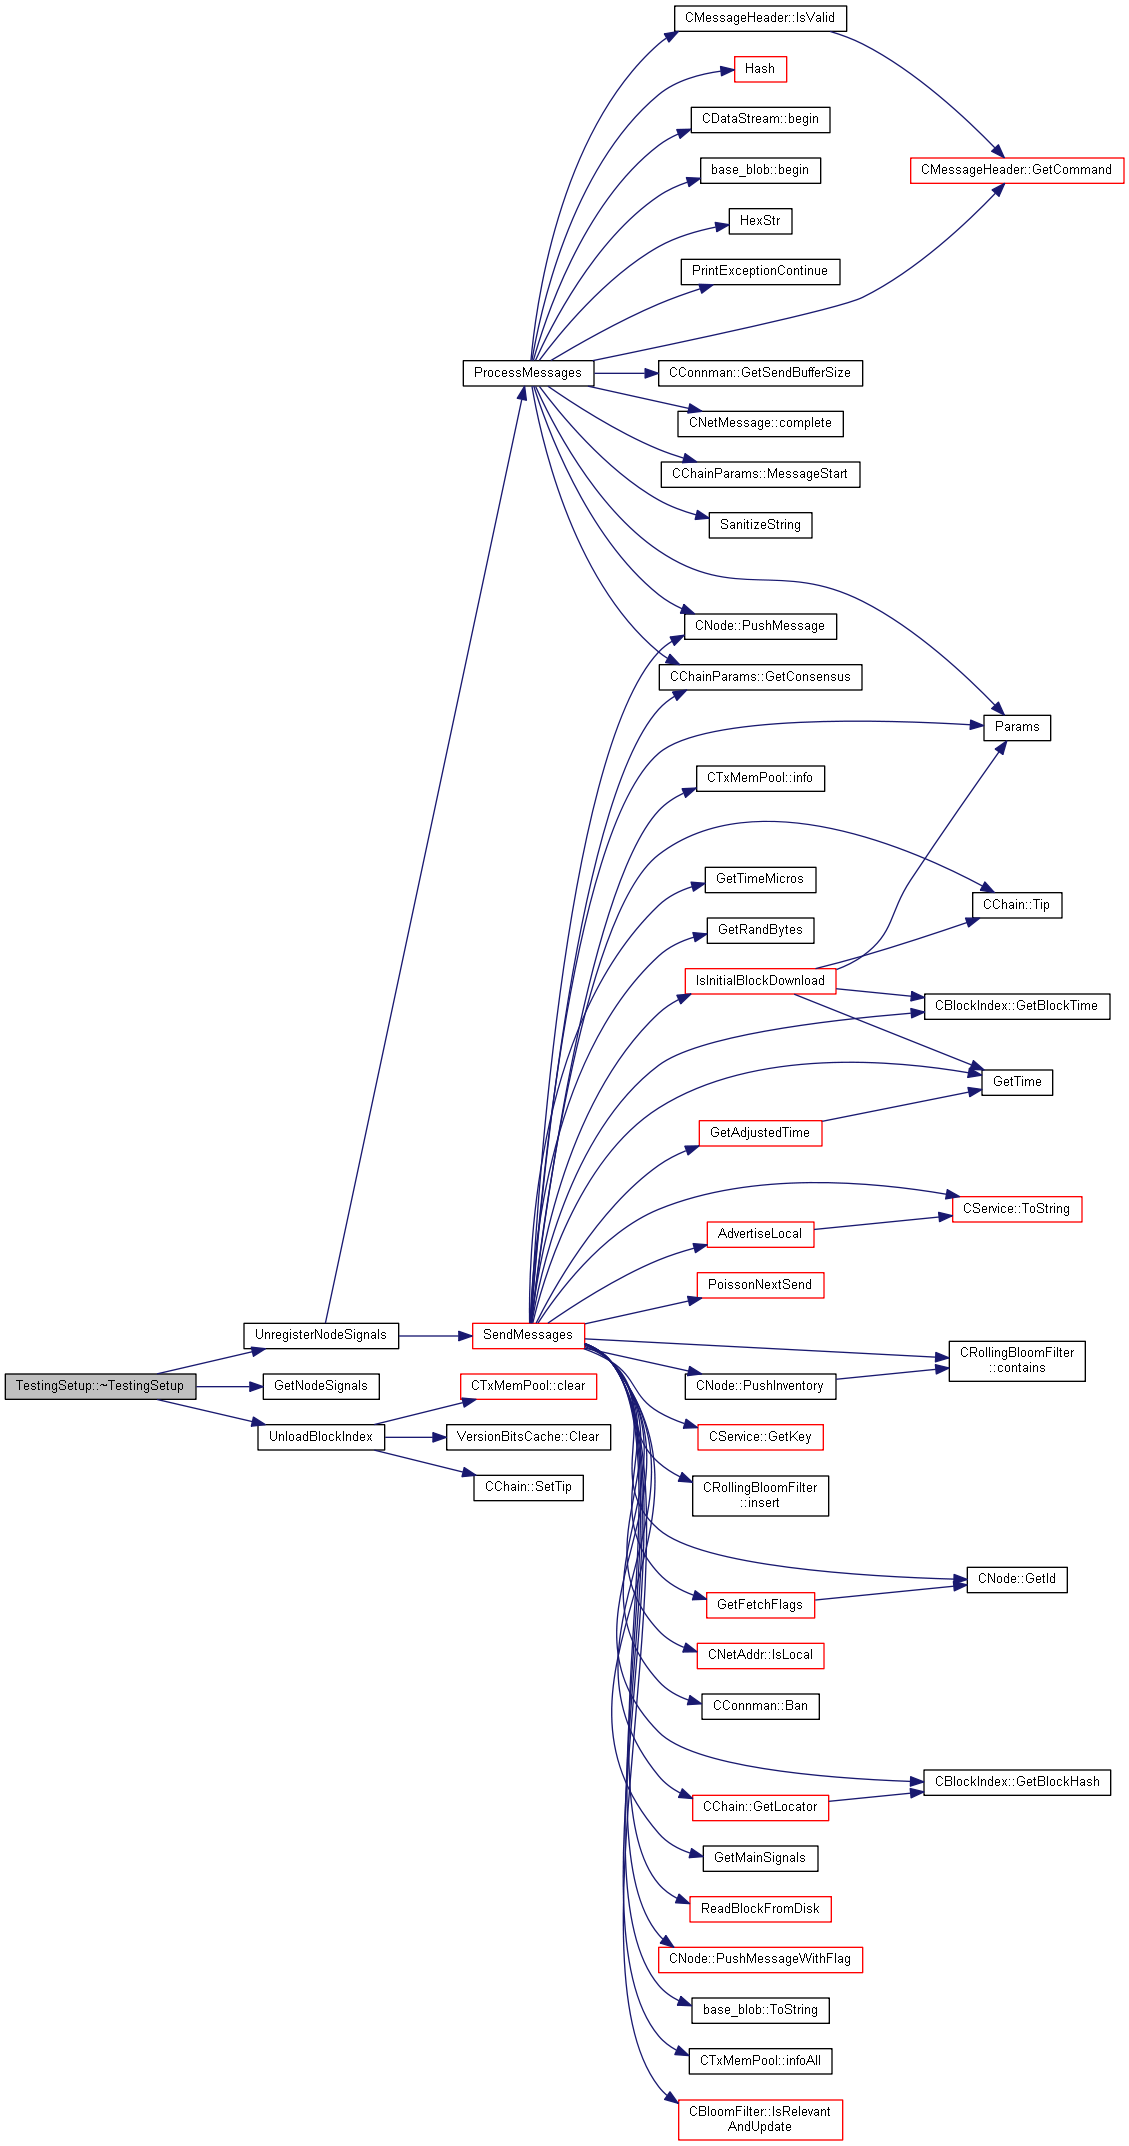 CMessageHeader::IsValid
Hash
CDataStream::begin
base_blob::begin
CMessageHeader::GetCommand
HexStr
PrintExceptionContinue
ProcessMessages
CConnman::GetSendBufferSize
CNetMessage::complete
CChainParams::MessageStart
SanitizeString
CNode::PushMessage
CChainParams::GetConsensus
Params
CTxMemPool::info
GetTimeMicros
CChain::Tip
GetRandBytes
IsInitialBlockDownload
CBlockIndex::GetBlockTime
GetTime
GetAdjustedTime
CService::ToString
AdvertiseLocal
PoissonNextSend
UnregisterNodeSignals
SendMessages
CRollingBloomFilter
::contains
TestingSetup::~TestingSetup
GetNodeSignals
CTxMemPool::clear
CNode::PushInventory
UnloadBlockIndex
VersionBitsCache::Clear
CService::GetKey
CChain::SetTip
CRollingBloomFilter
::insert
CNode::GetId
GetFetchFlags
CNetAddr::IsLocal
CConnman::Ban
CBlockIndex::GetBlockHash
CChain::GetLocator
GetMainSignals
ReadBlockFromDisk
CNode::PushMessageWithFlag
base_blob::ToString
CTxMemPool::infoAll
CBloomFilter::IsRelevant
AndUpdate